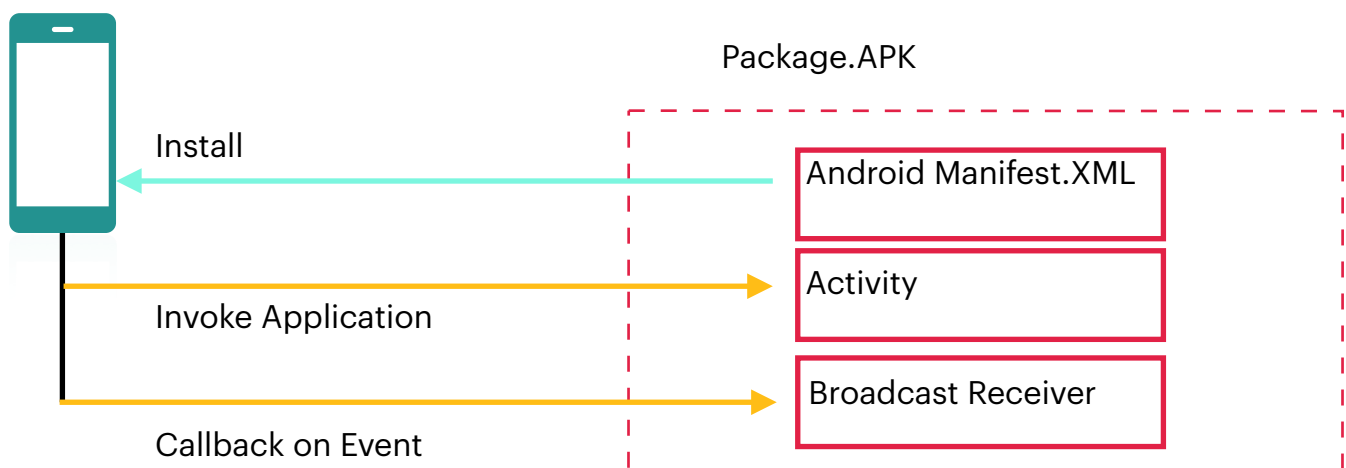 Package.APK
Install
Android Manifest.XML
Activity
Invoke Application
Broadcast Receiver
Callback on Event